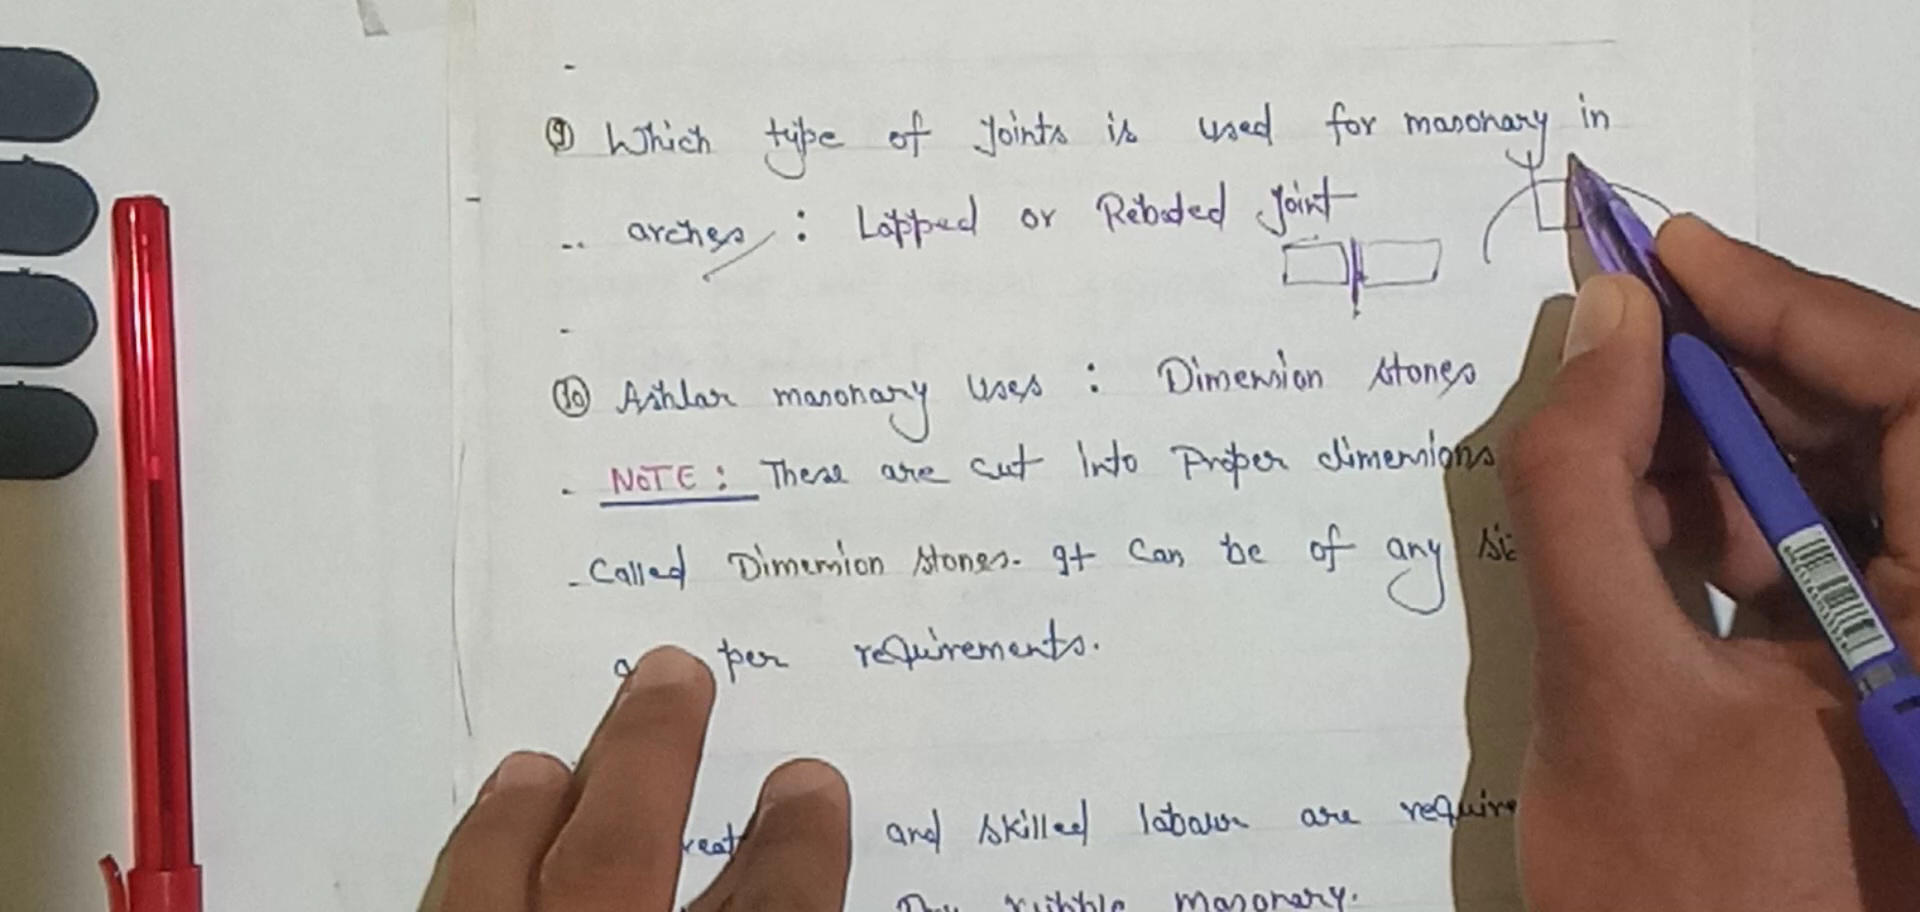 ⑨ Which type of Joints is used for masonary in
arches : Lapped or Rebated Joint
⑩ Ashlar masonary uses : Dimension stones
NOTE : These are cut into Proper dimensions
Called Dimension stones. It can be of any
per requirements.
and skilled labour are
rubble masonary.